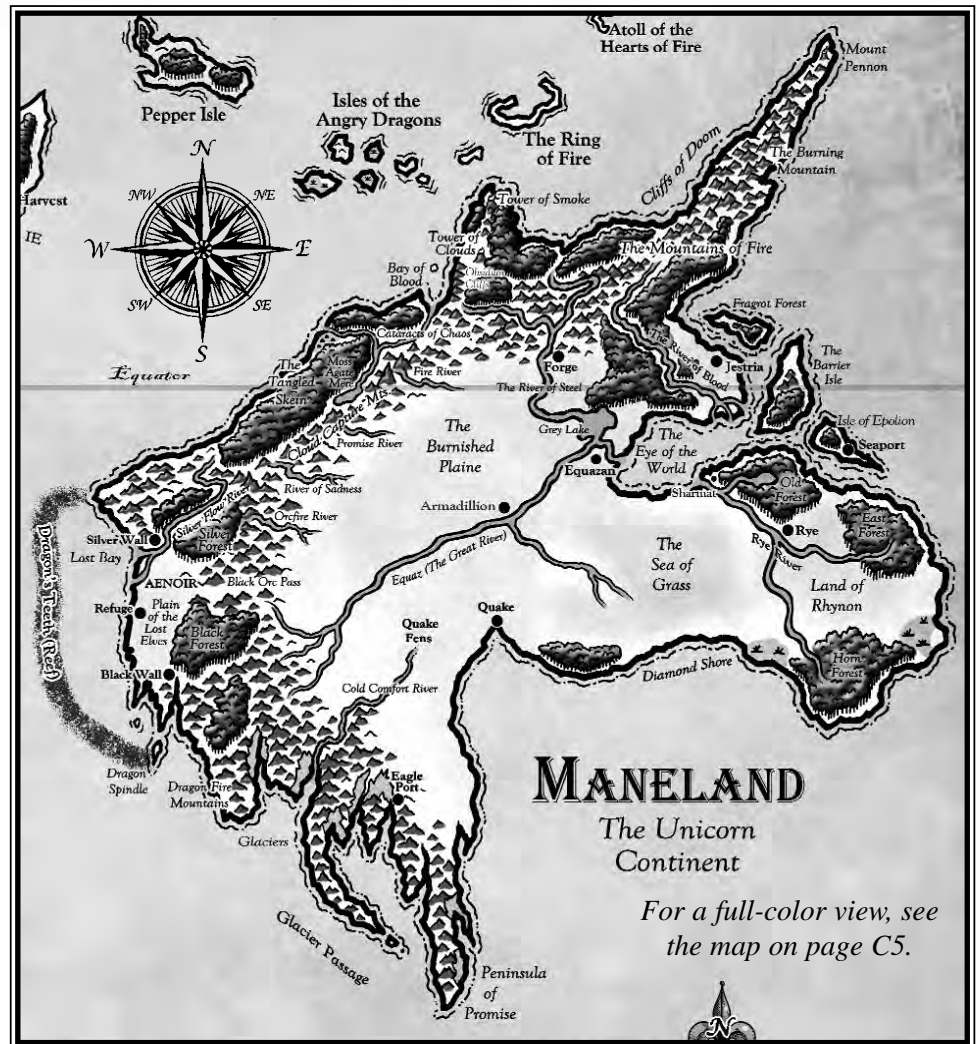 Atoll of the
Hearts of Fire
Mount
Pennon
Pepper Isle
Isles of the
Angry Dragons
The Ring
of Fire
Cliffs of Doom
The Burning
Mountain
Harvest
IE
N
NW
NE
W
E
SW
SE
S
Tower of Smoke
Tower of
Clouds
The Mountains of Fire
Bay of
Blood
Obsidian
Cliffs
Fragrot Forest
Cataracts of Chaos
The River of Blood
Jestria
The
Barrier
Isle
Equator
The
Tangled
Skein
Moss
Agate
More
Fire River
Forge
The River of Steel
Cloud Capture Mts.
Promise River
The
Burnished
Plaine
Grey Lake
The
Eye of the
World
Isle of Epolion
Seaport
Equazan
River of Sadness
Sharmat
Old
Forest
Silver Flow River
Armadillion
Orcfire River
Silver
Forest
Silver Wall
Lost Bay
Rye
East
Forest
Rye River
The
Sea of
Grass
Equaz (The Great River)
Dragon's Teeth (Reef)
AENOIR
Black Orc Pass
Land of
Rhynon
Refuge
Plain
of the
Lost
Elves
Black
Forest
Quake
Quake
Fens
Black Wall
Cold Comfort River
Diamond Shore
Horn
Forest
Dragon
Spindle
Dragon Fire
Mountains
Eagle
Port
Glaciers
MANELAND
The Unicorn
Continent
For a full-color view, see
the map on page C5.
Glacier Passage
Peninsula
of
Promise
N